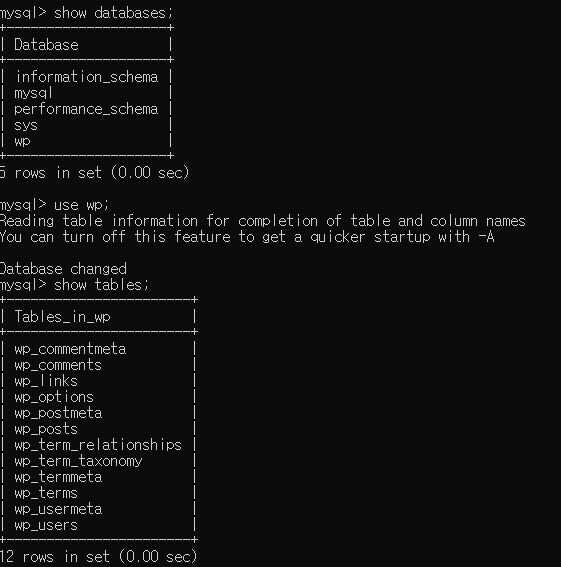 mysql> show databases;
+--------------------+
| Database           |
+--------------------+
| information_schema |
| mysql              |
| performance_schema |
| sys                |
| wp                 |
+--------------------+
5 rows in set (0.00 sec)

mysql> use wp;
Reading table information for completion of table and column names
You can turn off this feature to get a quicker startup with -A

Database changed
mysql> show tables;
+-----------------------+
| Tables_in_wp          |
+-----------------------+
| wp_commentmeta        |
| wp_comments           |
| wp_links              |
| wp_options            |
| wp_postmeta           |
| wp_posts              |
| wp_term_relationships |
| wp_term_taxonomy      |
| wp_termmeta           |
| wp_terms              |
| wp_usermeta           |
| wp_users              |
+-----------------------+
12 rows in set (0.00 sec)